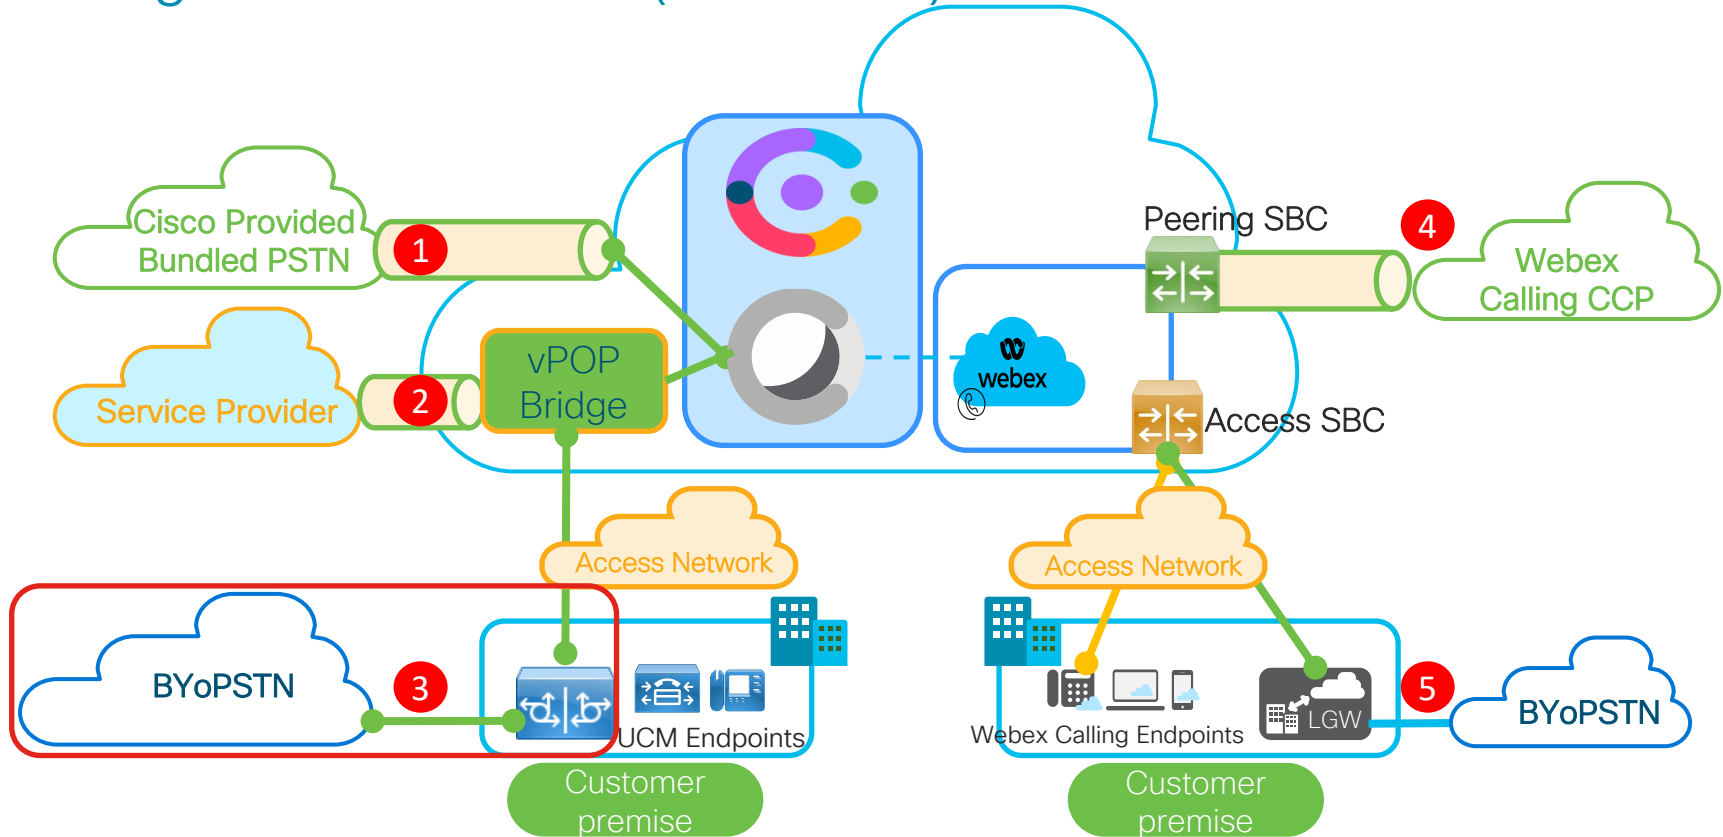 Peering SBC
4
Cisco Provided
Bundled PSTN
1
Webex
Calling CCP
vPOP
Bridge
webex
Service Provider
2
Access SBC
Access Network
Access Network
BYoPSTN
3
UCM Endpoints
Webex Calling Endpoints
LGW
5
BYoPSTN
Customer
premise
Customer
premise